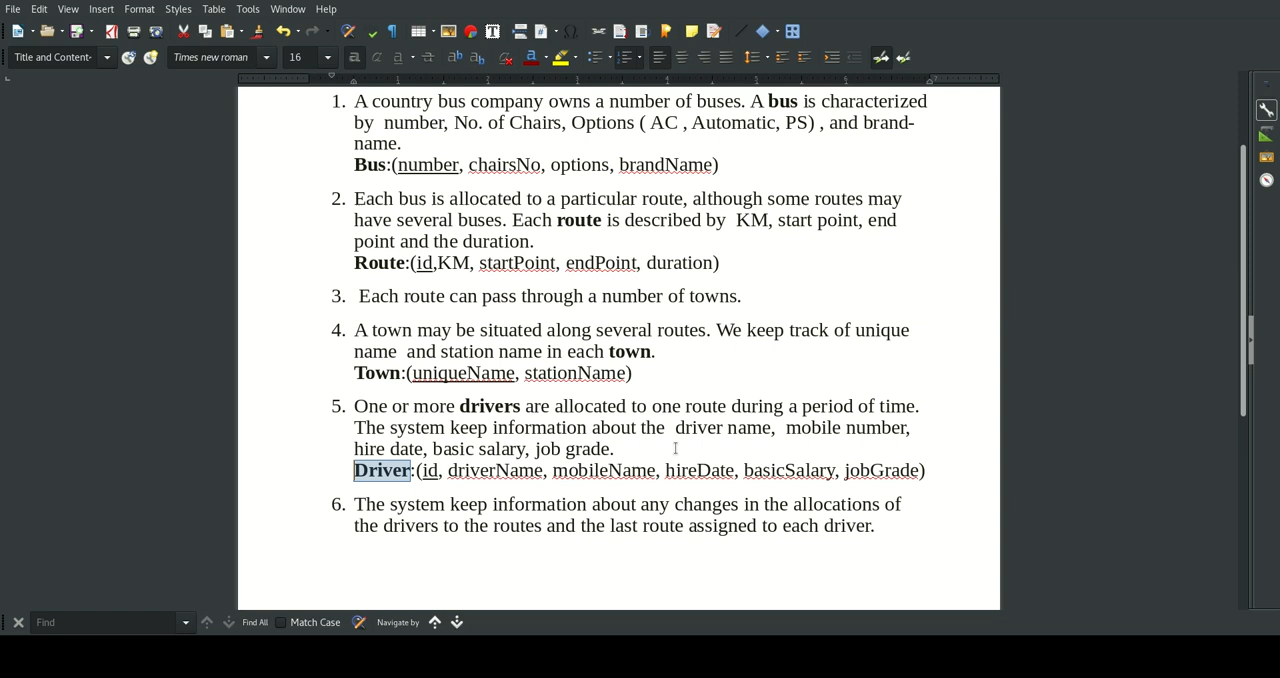 File Edit View Insert Format Styles Table Tools Window Help
Title and Content- Times new roman 16
1. A country bus company owns a number of buses. A bus is characterized
by number, No. of Chairs, Options ( AC , Automatic, PS) , and brand-
name.
Bus:(number, chairsNo, options, brandName)
2. Each bus is allocated to a particular route, although some routes may
have several buses. Each route is described by KM, start point, end
point and the duration.
Route:(id,KM, startPoint, endPoint, duration)
3. Each route can pass through a number of towns.
4. A town may be situated along several routes. We keep track of unique
name and station name in each town.
Town:(uniqueName, stationName)
5. One or more drivers are allocated to one route during a period of time.
The system keep information about the driver name, mobile number,
hire date, basic salary, job grade.
Driver:(id, driverName, mobileName, hireDate, basicSalary, jobGrade)
6. The system keep information about any changes in the allocations of
the drivers to the routes and the last route assigned to each driver.
Find Find All Match Case Navigate by